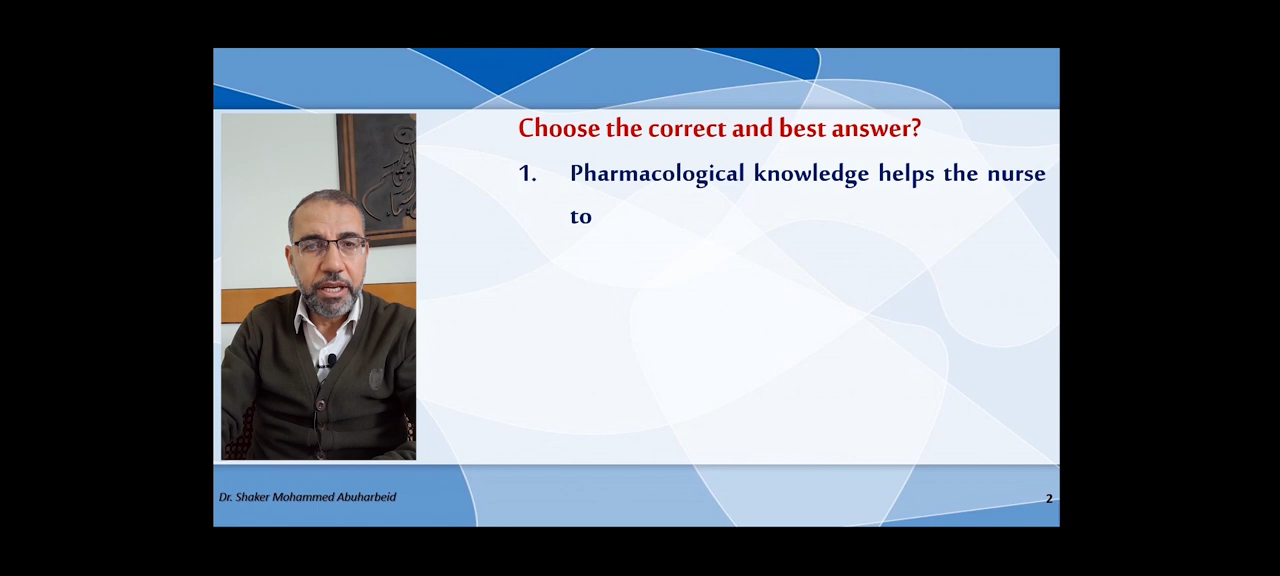 Choose the correct and best answer?
1. Pharmacological knowledge helps the nurse
to
Dr. Shaker Mohammed Abuharbeid
2